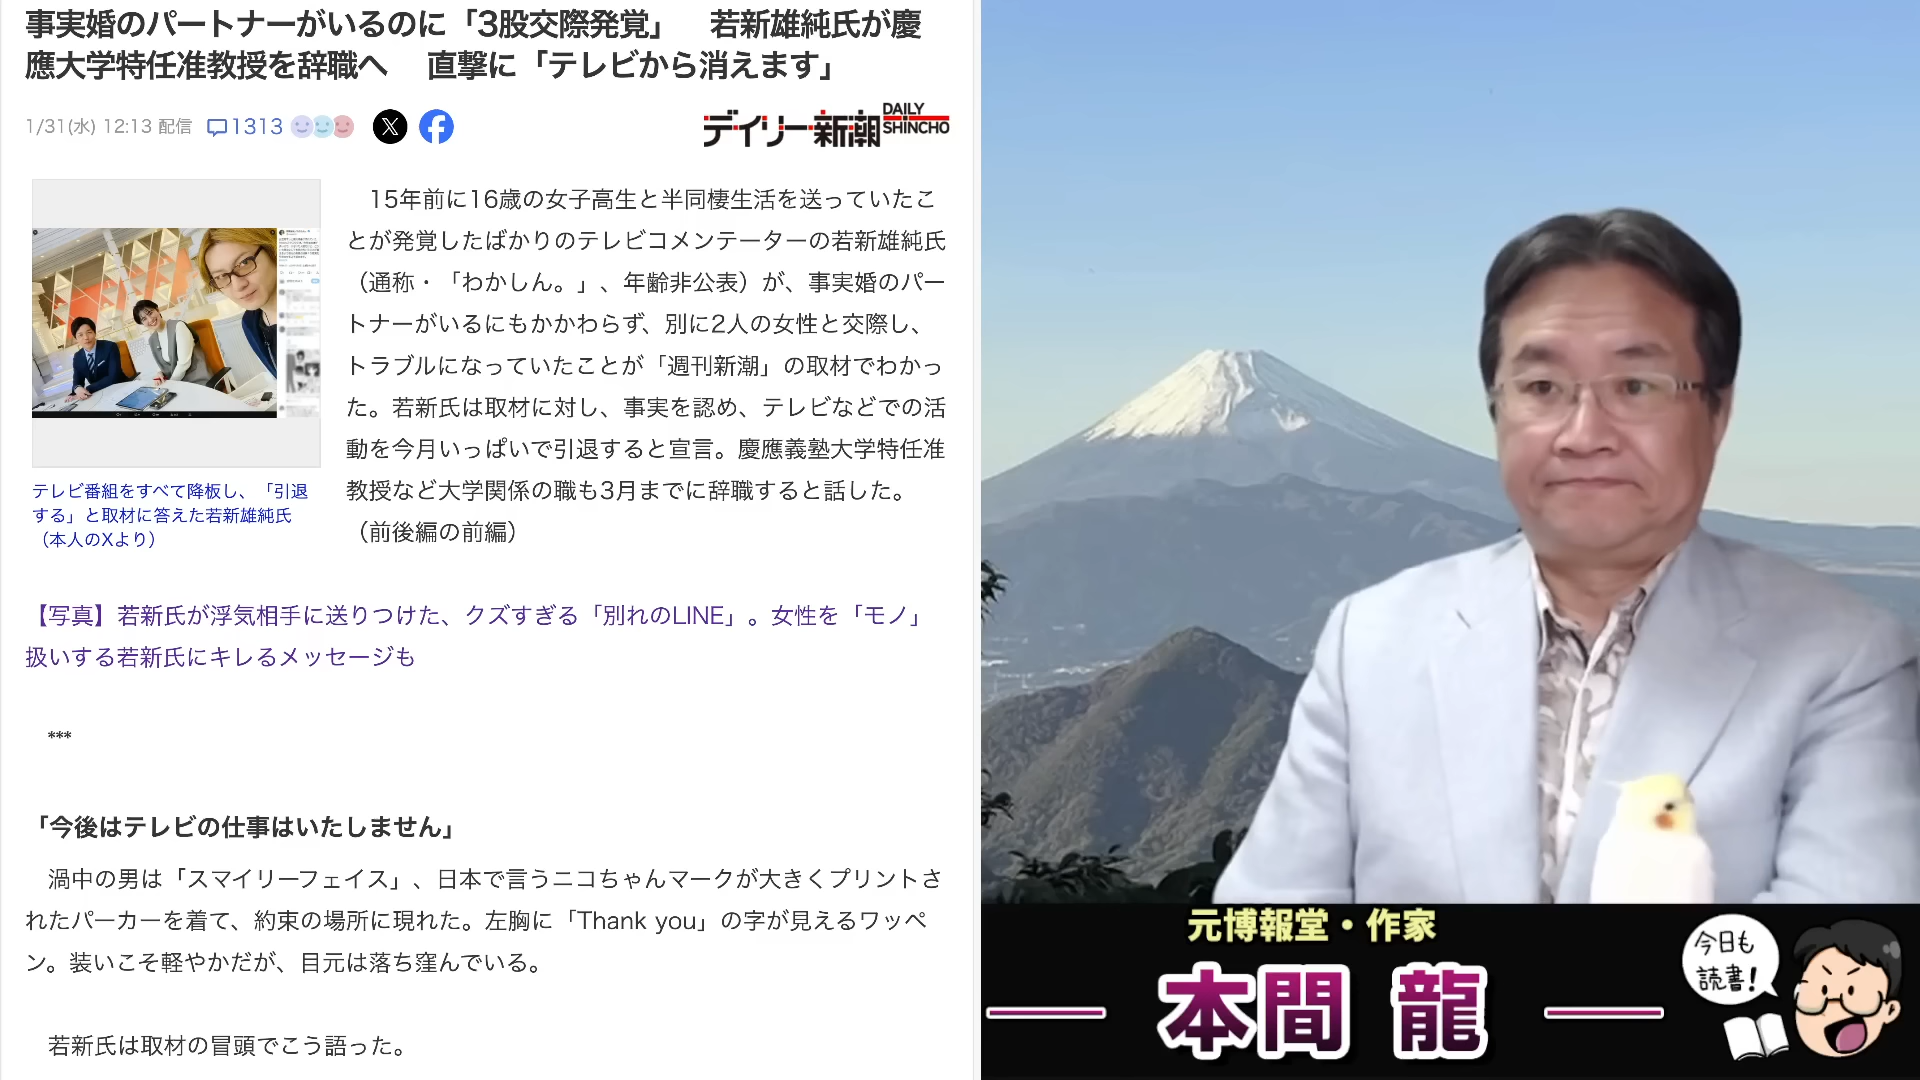 事実婚のパートナーがいるのに「3股交際発覚」　若新雄純氏が慶
應大学特任准教授を辞職へ　直撃に「テレビから消えます」
1/31(水) 12:13 配信 1313
デイリー新潮 DAILY SHINCHO
15年前に16歳の女子高生と半同棲生活を送っていたこ
とが発覚したばかりのテレビコメンテーターの若新雄純氏
（通称・「わかしん。」、年齢非公表）が、事実婚のパー
トナーがいるにもかかわらず、別に2人の女性と交際し、
トラブルになっていたことが「週刊新潮」の取材でわかっ
た。若新氏は取材に対し、事実を認め、テレビなどでの活
動を今月いっぱいで引退すると宣言。慶應義塾大学特任准
教授など大学関係の職も3月までに辞職すると話した。
（前後編の前編）
テレビ番組をすべて降板し、「引退
する」と取材に答えた若新雄純氏
（本人のXより）
【写真】若新氏が浮気相手に送りつけた、クズすぎる「別れのLINE」。女性を「モノ」
扱いする若新氏にキレるメッセージも
***
「今後はテレビの仕事はいたしません」
渦中の男は「スマイリーフェイス」、日本で言うニコちゃんマークが大きくプリントさ
れたパーカーを着て、約束の場所に現れた。左胸に「Thank you」の字が見えるワッペ
ン。装いこそ軽やかだが、目元は落ち窪んでいる。
若新氏は取材の冒頭でこう語った。
元博報堂・作家
本間 龍
今日も
読書!